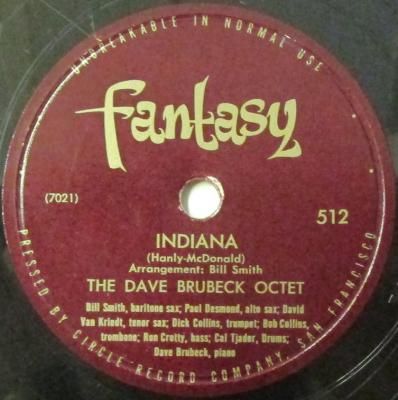 UNBREAKABLE IN NORMAL USE
fantasy
(7021)
512
INDIANA
(Hanly-McDonald)
Arrangement: Bill Smith
THE DAVE BRUBECK OCTET
Bill Smith, baritone sax; Paul Desmond, alto sax; David
Van Kriedt, tenor sax; Dick Collins, trumpet; Bob Collins,
trombone; Ron Crotty, bass; Cal Tjader, Drums;
Dave Brubeck, piano
PRESSED BY CIRCLE RECORD COMPANY, SAN FRANCISCO